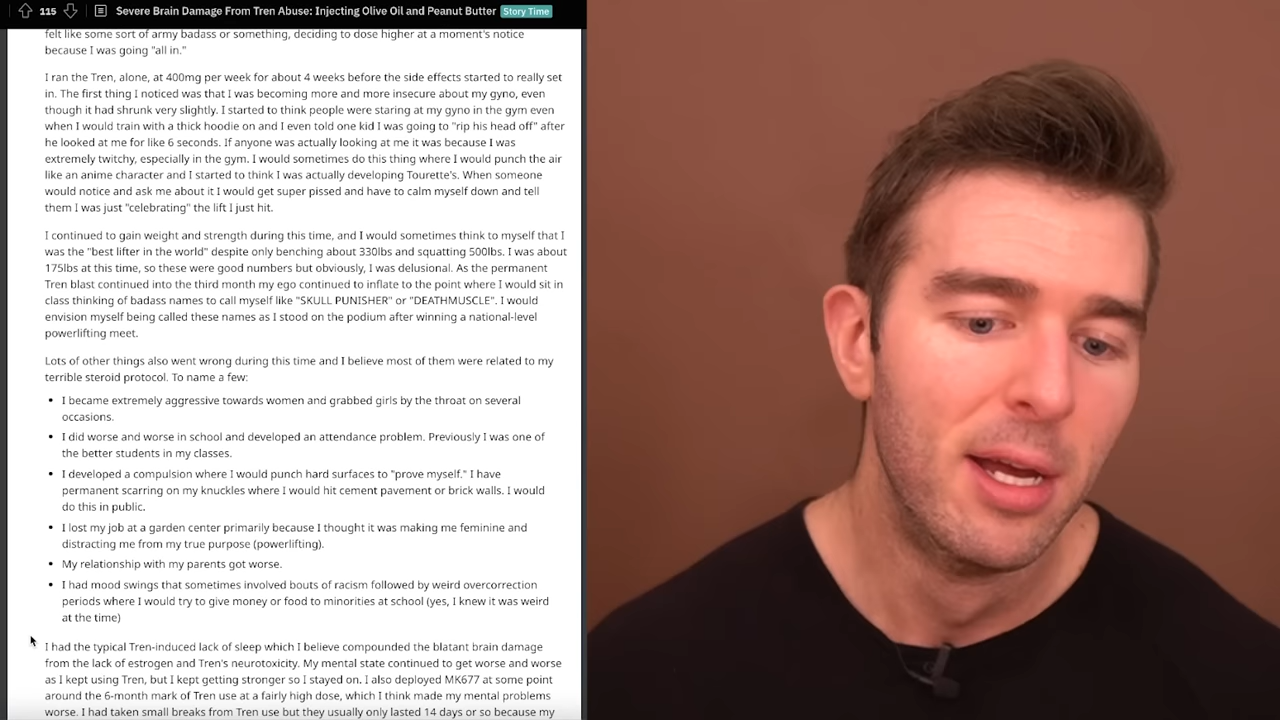 115 Severe Brain Damage From Tren Abuse: Injecting Olive Oil and Peanut Butter Story Time
felt like some sort of army badass or something, deciding to dose higher at a moment's notice
because I was going "all in."
I ran the Tren, alone, at 400mg per week for about 4 weeks before the side effects started to really set
in. The first thing I noticed was that I was becoming more and more insecure about my gyno, even
though it had shrunk very slightly. I started to think people were staring at my gyno in the gym even
when I would train with a thick hoodie on and I even told one kid I was going to "rip his head off" after
he looked at me for like 6 seconds. If anyone was actually looking at me it was because I was
extremely twitchy, especially in the gym. I would sometimes do this thing where I would punch the air
like an anime character and I started to think I was actually developing Tourette's. When someone
would notice and ask me about it I would get super pissed and have to calm myself down and tell
them I was just "celebrating" the lift I just hit.
I continued to gain weight and strength during this time, and I would sometimes think to myself that I
was the "best lifter in the world" despite only benching about 330lbs and squatting 500lbs. I was about
175lbs at this time, so these were good numbers but obviously, I was delusional. As the permanent
Tren blast continued into the third month my ego continued to inflate to the point where I would sit in
class thinking of badass names to call myself like "SKULL PUNISHER" or "DEATHMUSCLE". I would
envision myself being called these names as I stood on the podium after winning a national-level
powerlifting meet.
Lots of other things also went wrong during this time and I believe most of them were related to my
terrible steroid protocol. To name a few:
• I became extremely aggressive towards women and grabbed girls by the throat on several
occasions.
• I did worse and worse in school and developed an attendance problem. Previously I was one of
the better students in my classes.
• I developed a compulsion where I would punch hard surfaces to "prove myself." I have
permanent scarring on my knuckles where I would hit cement pavement or brick walls. I would
do this in public.
• I lost my job at a garden center primarily because I thought it was making me feminine and
distracting me from my true purpose (powerlifting).
• My relationship with my parents got worse.
• I had mood swings that sometimes involved bouts of racism followed by weird overcorrection
periods where I would try to give money or food to minorities at school (yes, I knew it was weird
at the time)
I had the typical Tren-induced lack of sleep which I believe compounded the blatant brain damage
from the lack of estrogen and Tren's neurotoxicity. My mental state continued to get worse and worse
as I kept using Tren, but I kept getting stronger so I stayed on. I also deployed MK677 at some point
around the 6-month mark of Tren use at a fairly high dose, which I think made my mental problems
worse. I had taken small breaks from Tren use but they usually only lasted 14 days or so because my